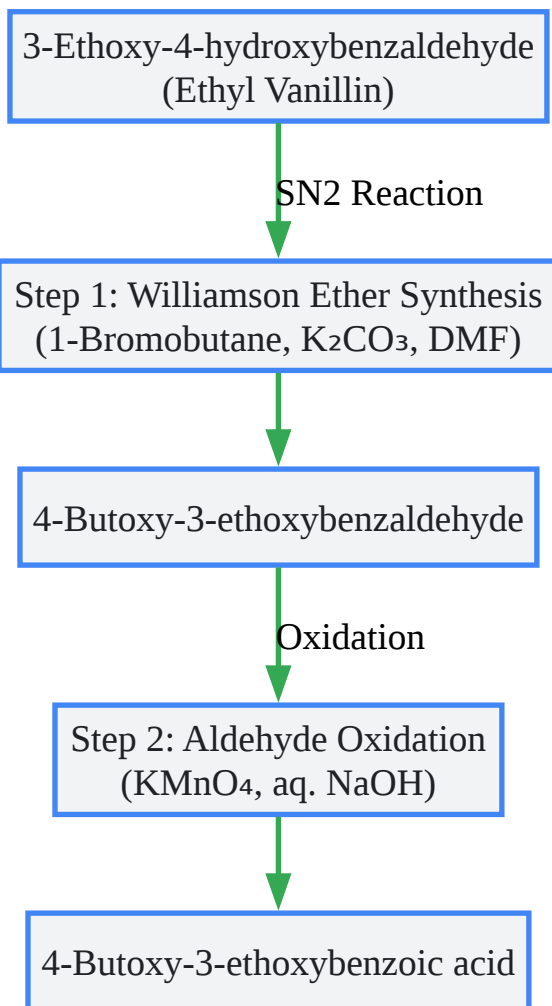 3-Ethoxy-4-hydroxybenzaldehyde
(Ethyl Vanillin)
SN2 Reaction
Step 1: Williamson Ether Synthesis
(1-Bromobutane, K₂CO₃, DMF)
4-Butoxy-3-ethoxybenzaldehyde
Oxidation
Step 2: Aldehyde Oxidation
(KMnO₄, aq. NaOH)
4-Butoxy-3-ethoxybenzoic acid